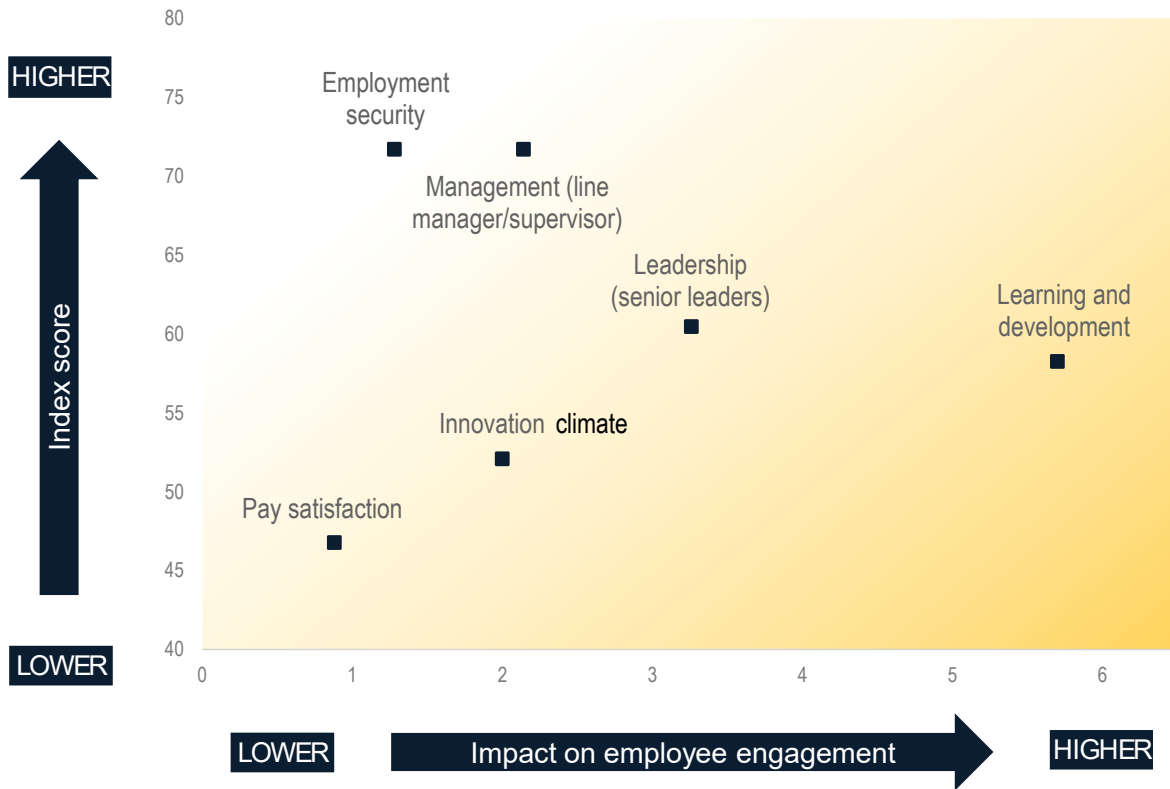 80
75
70
65
60
55
50
45
40
HIGHER
Index score
LOWER
Employment
security
Management (line
manager/supervisor)
Leadership
(senior leaders)
Learning and
development
Innovation climate
Pay satisfaction
0 1 2 3 4 5 6
LOWER
Impact on employee engagement
HIGHER